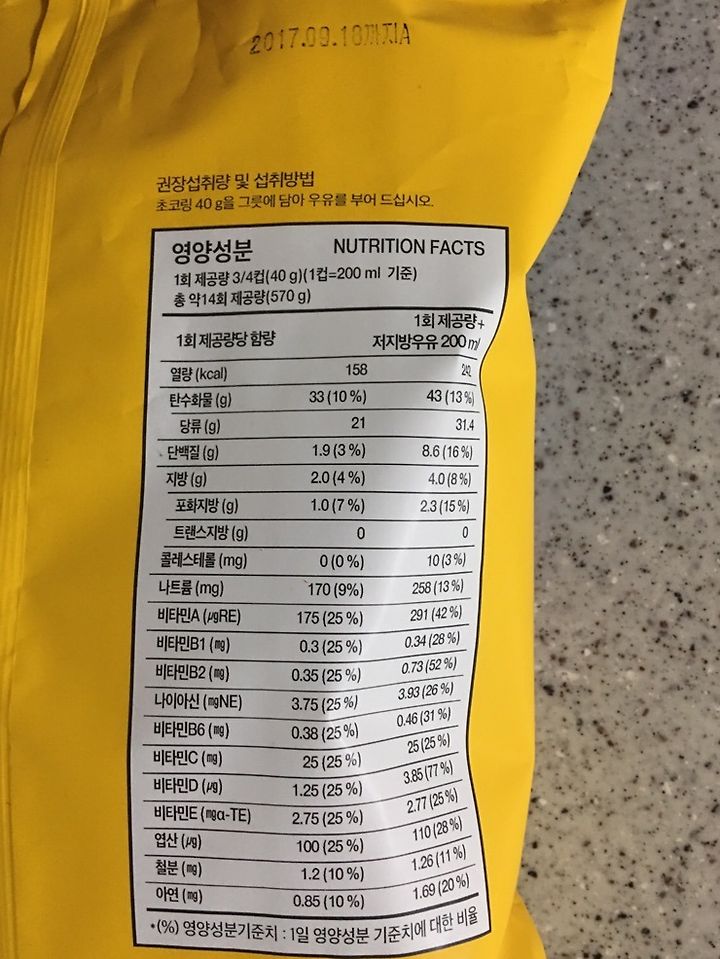 2017.09.18까지A
권장섭취량 및 섭취방법
초코링 40 g을 그릇에 담아 우유를 부어 드십시오.
영양성분 NUTRITION FACTS
1회 제공량 3/4컵(40 g)(1컵=200 ml 기준)
총 약14회 제공량(570 g)
1회 제공량당 함량 1회 제공량+ 저지방우유 200 ml
열량 (kcal) 158 242
탄수화물 (g) 33 (10 %) 43 (13 %)
당류 (g) 21 31.4
단백질 (g) 1.9 (3 %) 8.6 (16 %)
지방 (g) 2.0 (4 %) 4.0 (8 %)
포화지방 (g) 1.0 (7 %) 2.3 (15 %)
트랜스지방 (g) 0 0
콜레스테롤 (mg) 0 (0 %) 10 (3 %)
나트륨 (mg) 170 (9%) 258 (13 %)
비타민A (㎍RE) 175 (25 %) 291 (42 %)
비타민B1 (㎎) 0.3 (25 %) 0.34 (28 %)
비타민B2 (㎎) 0.35 (25 %) 0.73 (52 %)
나이아신 (㎎NE) 3.75 (25 %) 3.93 (26 %)
비타민B6 (㎎) 0.38 (25 %) 0.46 (31 %)
비타민C (㎎) 25 (25 %) 25 (25 %)
비타민D (㎍) 1.25 (25 %) 3.85 (77 %)
비타민E (㎎α-TE) 2.75 (25 %) 2.77 (25 %)
엽산 (㎍) 100 (25 %) 110 (28 %)
철분 (㎎) 1.2 (10 %) 1.26 (11 %)
아연 (㎎) 0.85 (10 %) 1.69 (20 %)
•(%) 영양성분기준치 : 1일 영양성분 기준치에 대한 비율